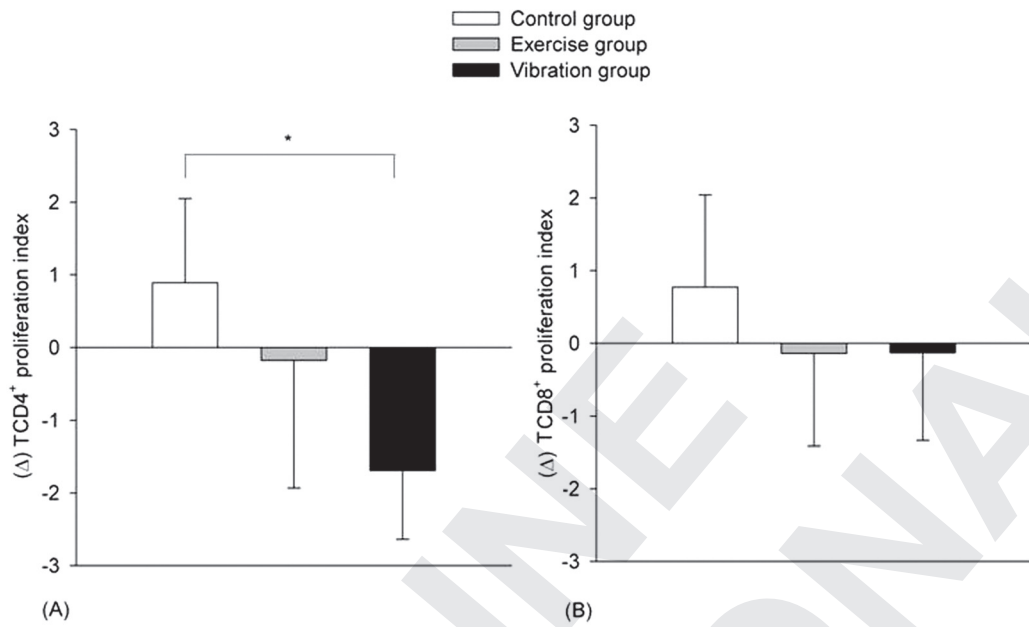 Control group
Exercise group
Vibration group
(Δ) TCD4⁺ proliferation index
3
2
1
0
-1
-2
-3
*
(A)
(Δ) TCD8⁺ proliferation index
3
2
1
0
-1
-2
-3
(B)